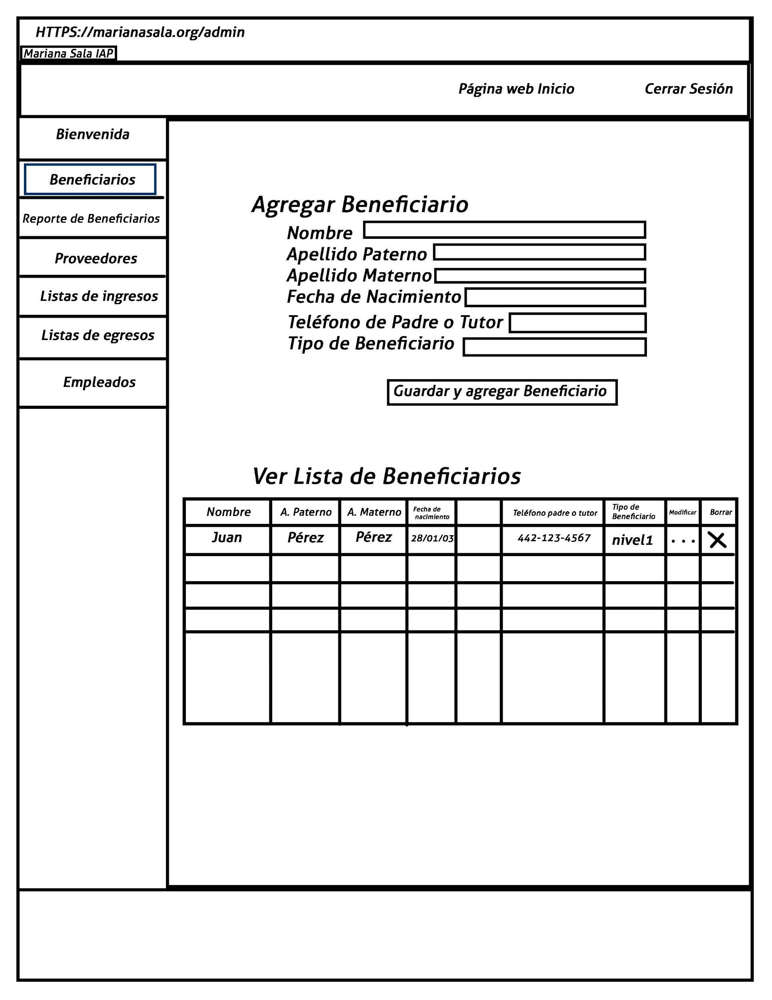 HTTPS://marianasala.org/admin
Mariana Sala IAP
Página web Inicio
Cerrar Sesión
Bienvenida
Beneficiarios
Reporte de Beneficiarios
Proveedores
Listas de ingresos
Listas de egresos
Empleados
Agregar Beneficiario
Nombre
Apellido Paterno
Apellido Materno
Fecha de Nacimiento
Teléfono de Padre o Tutor
Tipo de Beneficiario
Guardar y agregar Beneficiario
Ver Lista de Beneficiarios
Nombre
A. Paterno
A. Materno
Fecha de
nacimiento
Teléfono padre o tutor
Tipo de
Beneficiario
Modificar
Borrar
Juan
Pérez
Pérez
28/01/03
442-123-4567
nivel1
...
X